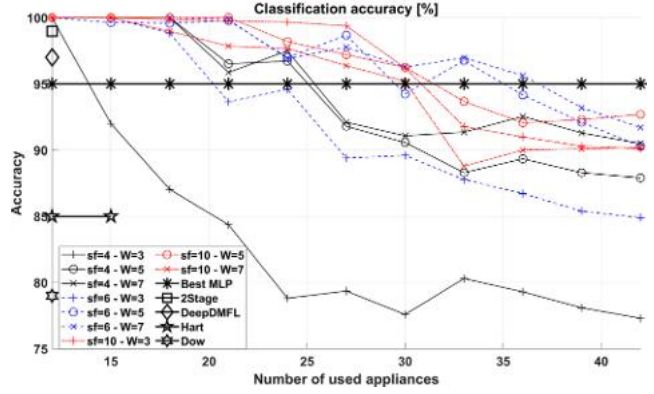 Classification accuracy [%]
100
95
90
85
80
75
Accuracy
sf=4 - W=3
sf=4 - W=5
sf=4 - W=7
sf=6 - W=3
sf=6 - W=5
sf=6 - W=7
sf=10 - W=3
sf=10 - W=5
sf=10 - W=7
Best MLP
2Stage
DeepDMFL
Hart
Dow
15
20
25
30
35
40
Number of used appliances